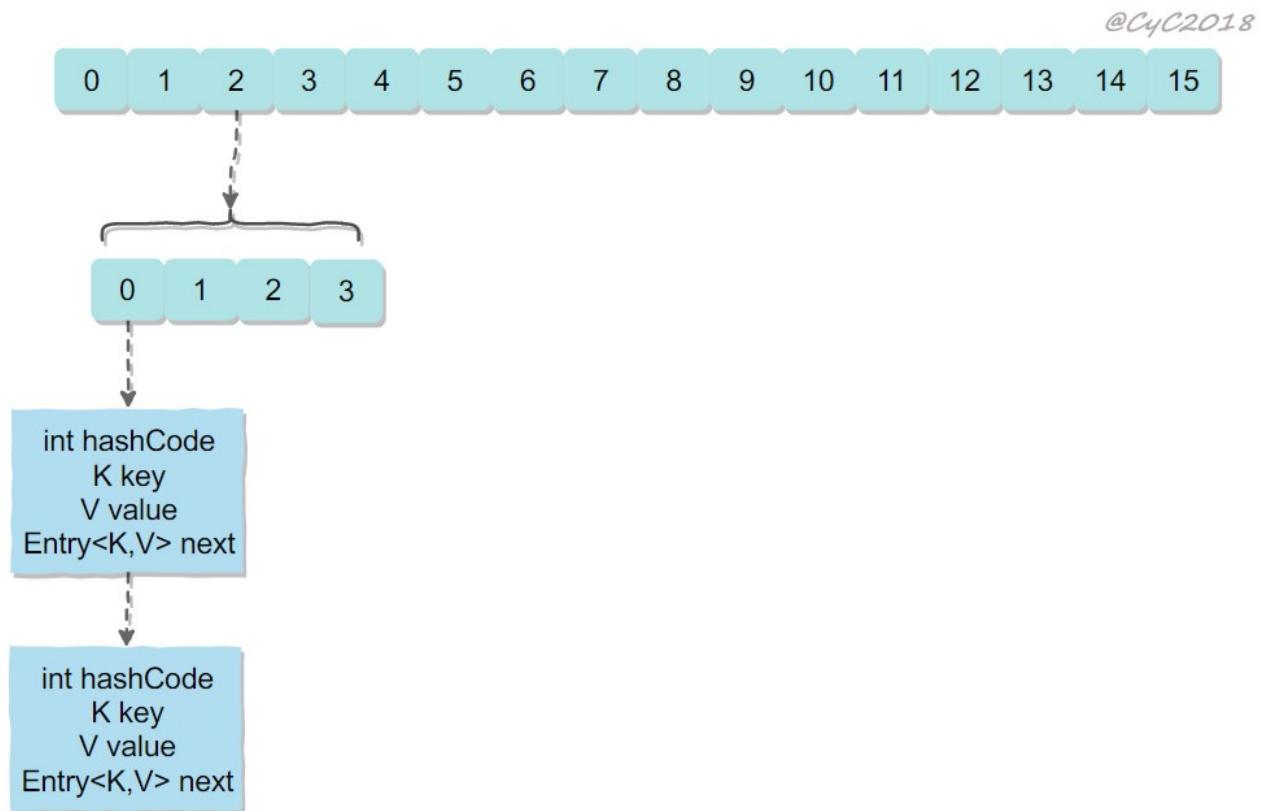 @CyC2018
0 1 2 3 4 5 6 7 8 9 10 11 12 13 14 15
0 1 2 3
int hashCode
K key
V value
Entry<K,V> next
int hashCode
K key
V value
Entry<K,V> next